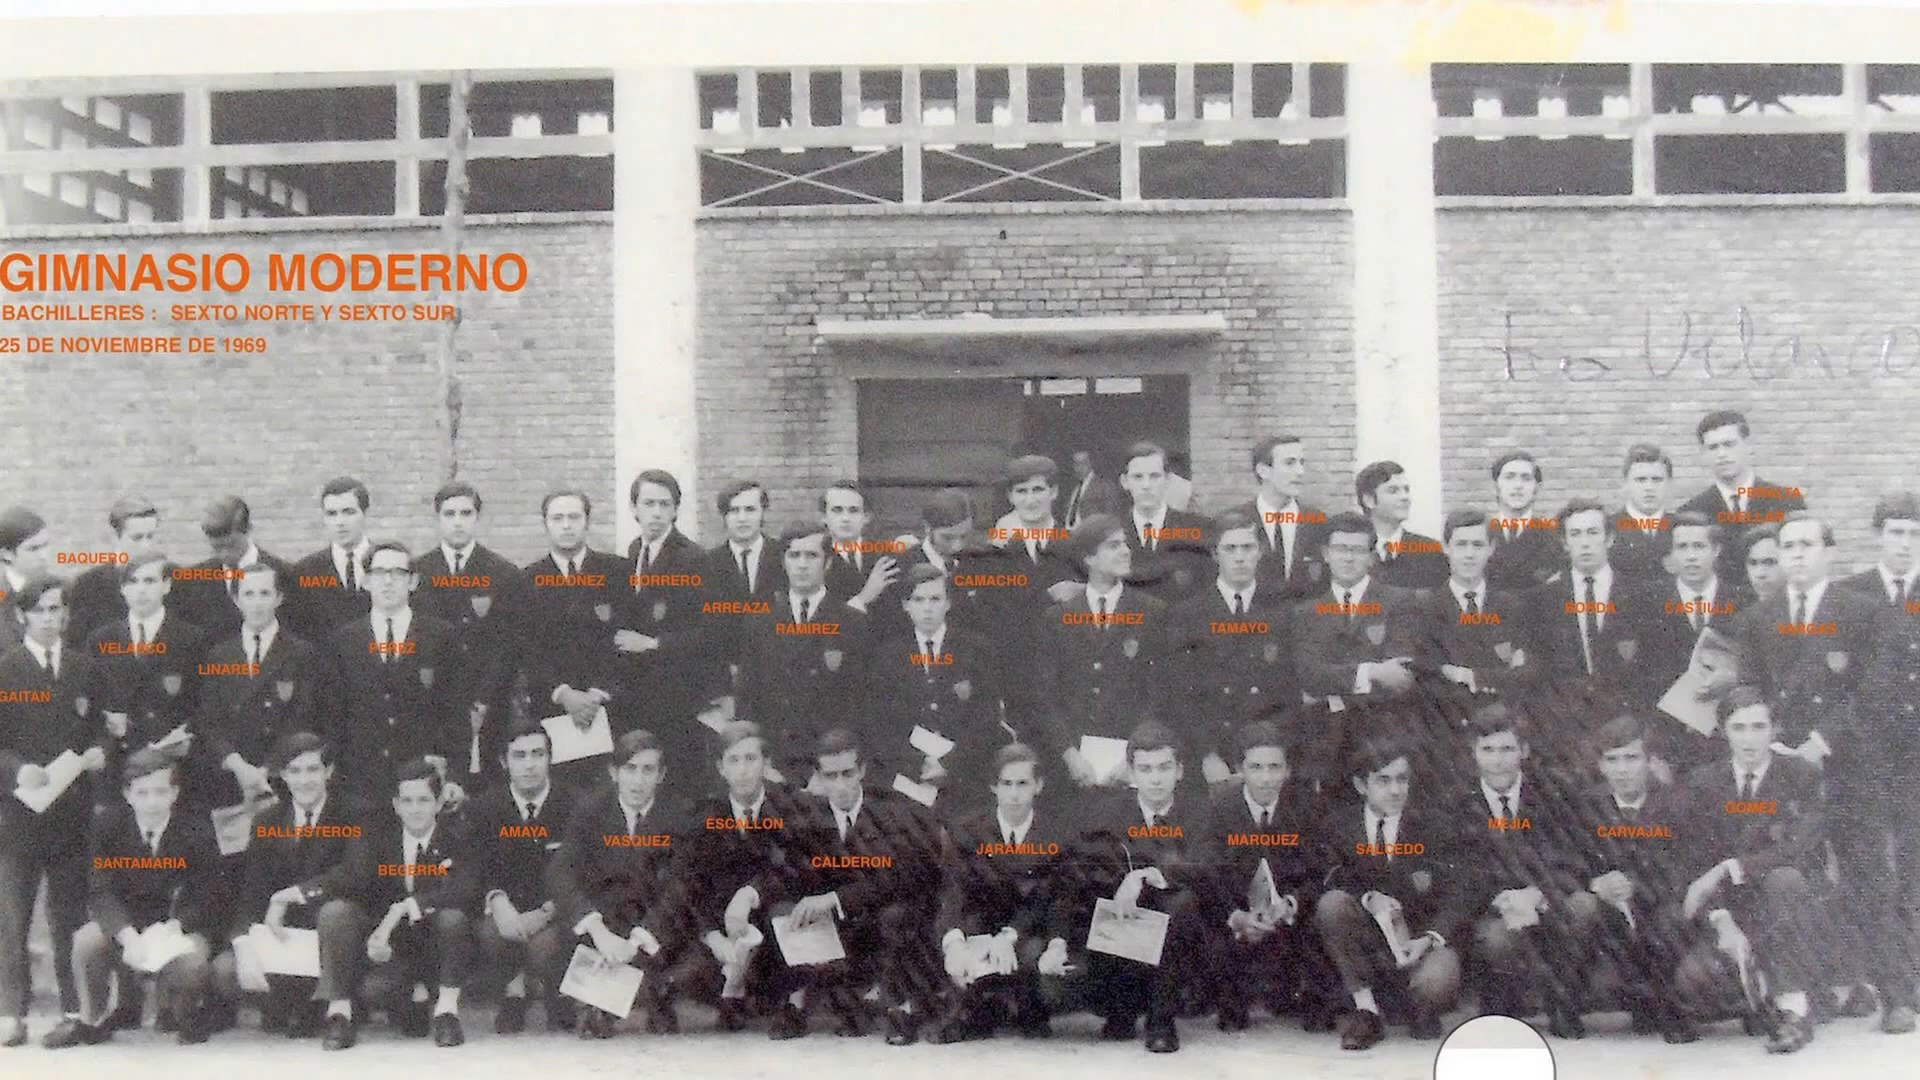 GIMNASIO MODERNO
BACHILLERES : SEXTO NORTE Y SEXTO SUR
25 DE NOVIEMBRE DE 1969
PERALTA
CUELLAR
DURANA
CASTAÑO
GOMEZ
DE ZUBIRIA
PUERTO
LONDOÑO
MEDINA
BAQUERO
OBREGON
MAYA
VARGAS
ORDOÑEZ
BORRERO
CAMACHO
ARREAZA
RAMIREZ
GUTIERREZ
TAMAYO
WIESNER
MOYA
BORDA
CASTILLA
VARGAS
VELASCO
LINARES
PEREZ
WILLS
GAITAN
GOMEZ
SANTAMARIA
BALLESTEROS
BECERRA
AMAYA
VASQUEZ
ESCALLON
CALDERON
JARAMILLO
GARCIA
MARQUEZ
SALCEDO
MEJIA
CARVAJAL